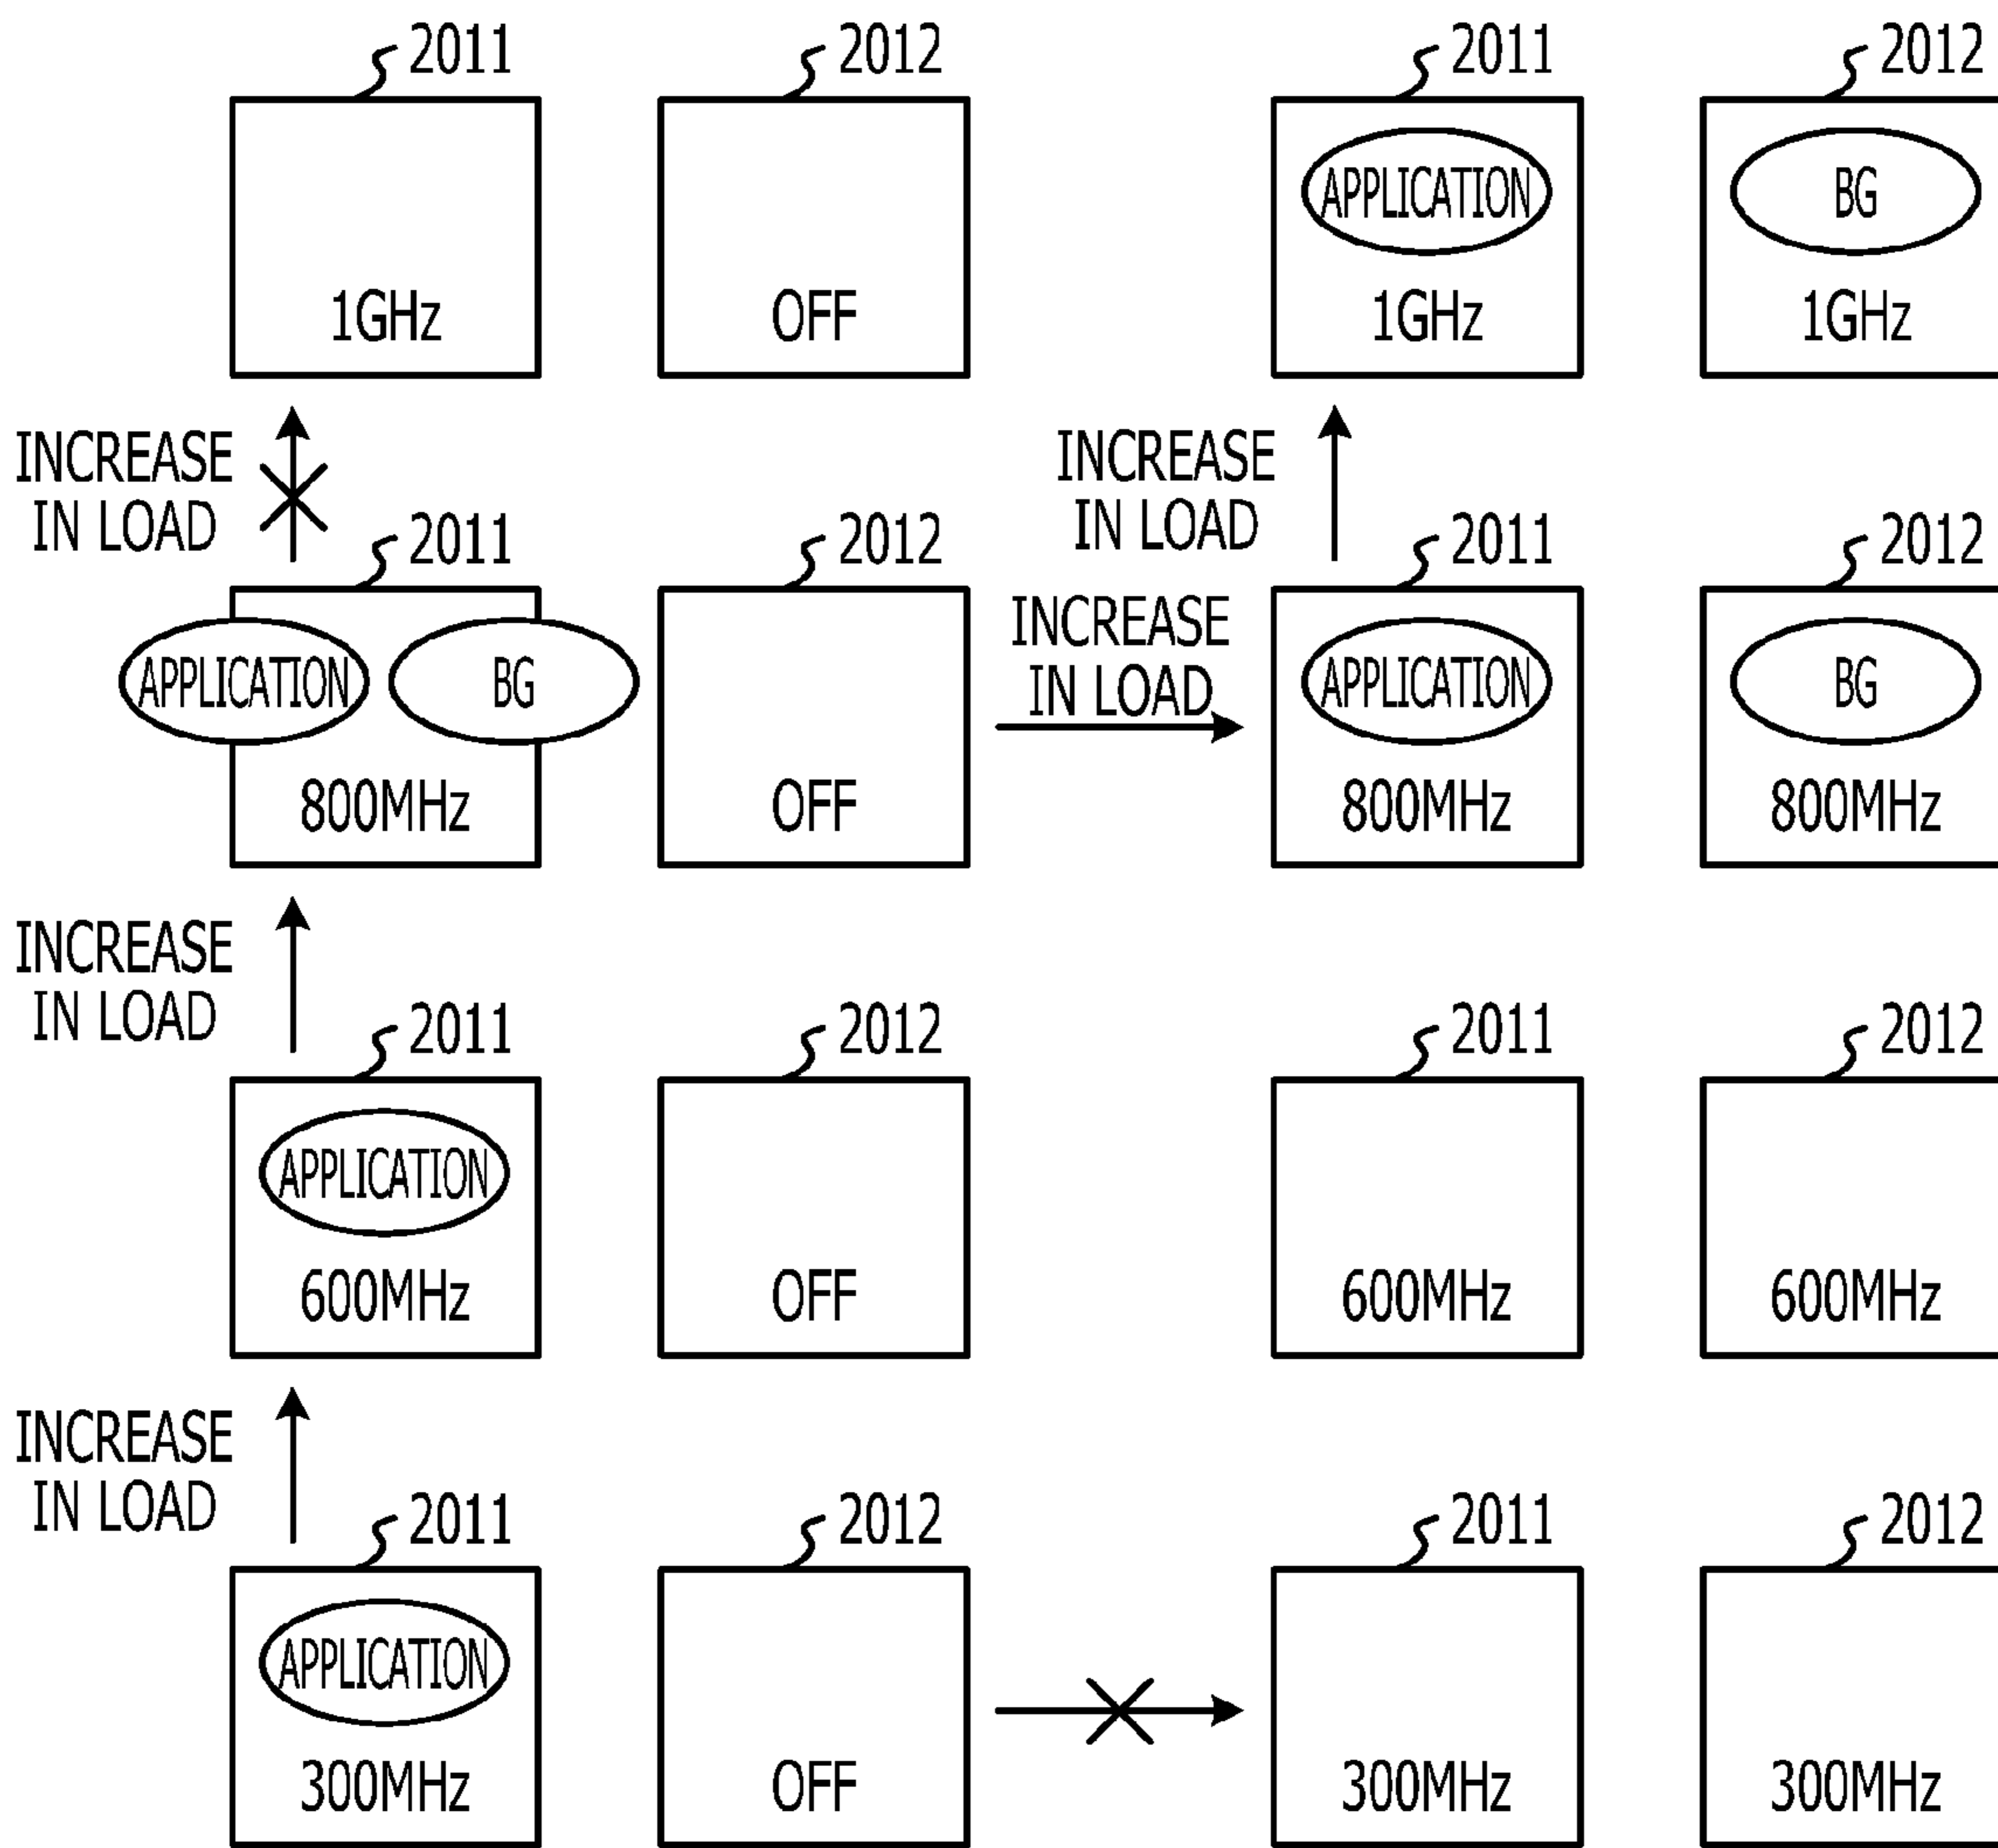 2011 2012 2011 2012
APPLICATION BG
1GHz OFF 1GHz 1GHz
INCREASE
IN LOAD
INCREASE
IN LOAD
2011 2012 2011 2012
INCREASE
IN LOAD
APPLICATION BG APPLICATION BG
800MHz OFF 800MHz 800MHz
INCREASE
IN LOAD
2011 2012 2011 2012
APPLICATION
600MHz OFF 600MHz 600MHz
INCREASE
IN LOAD
2011 2012 2011 2012
APPLICATION
300MHz OFF 300MHz 300MHz